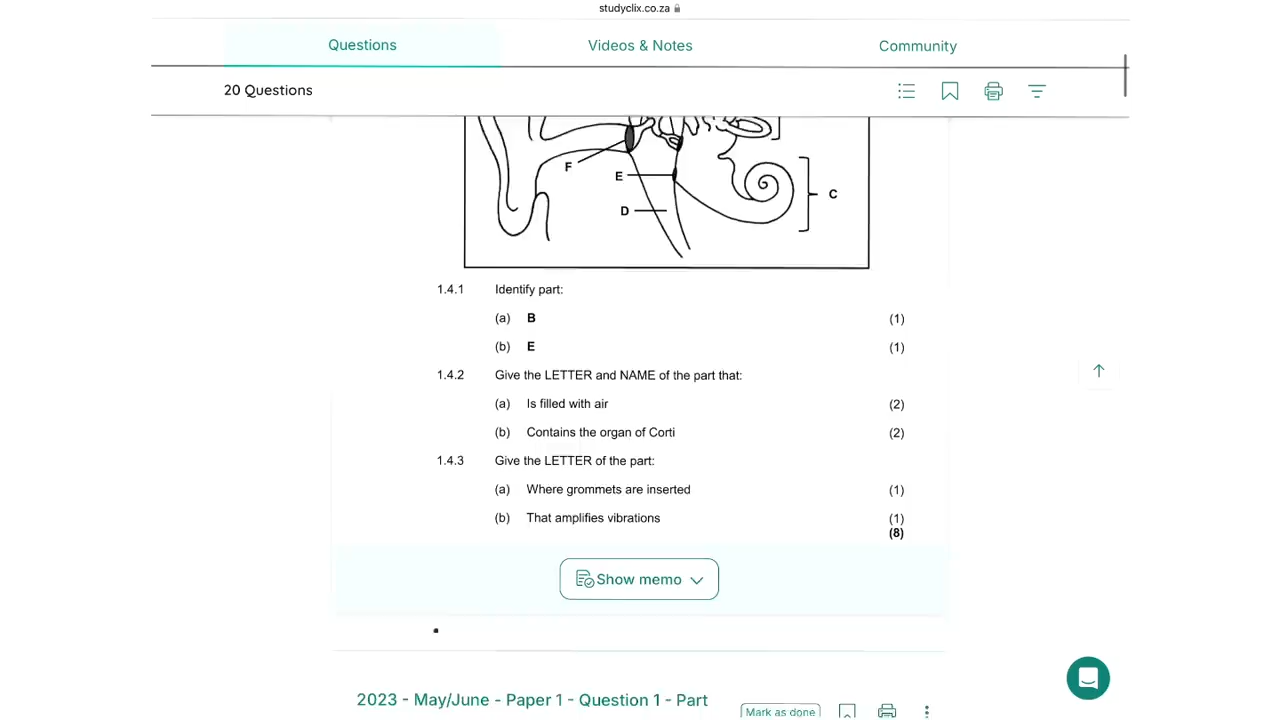 studyclix.co.za
Questions Videos & Notes Community
20 Questions
F
E
D
C
1.4.1 Identify part:
(a) B (1)
(b) E (1)
1.4.2 Give the LETTER and NAME of the part that:
(a) Is filled with air (2)
(b) Contains the organ of Corti (2)
1.4.3 Give the LETTER of the part:
(a) Where grommets are inserted (1)
(b) That amplifies vibrations (1)
(8)
Show memo
2023 - May/June - Paper 1 - Question 1 - Part
Mark as done